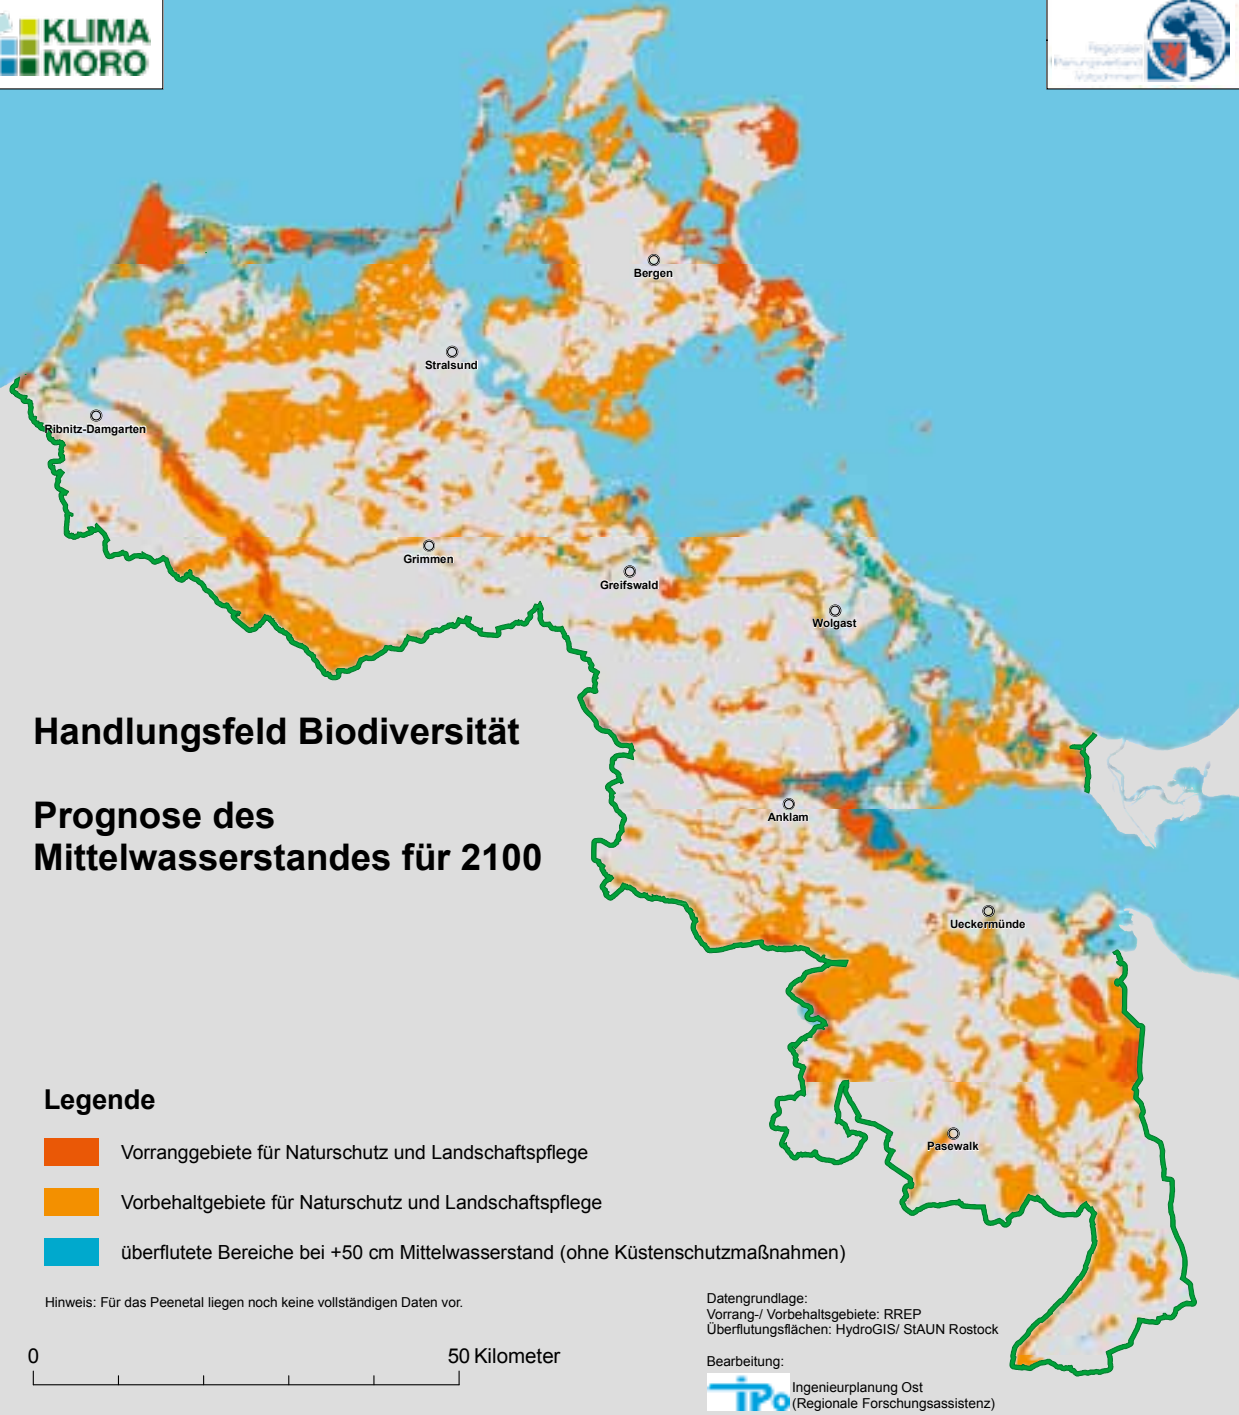 KLIMA
MORO
Regionaler
Planungsverband
Vorpommern
Bergen
Stralsund
Ribnitz-Damgarten
Grimmen
Greifswald
Wolgast
Handlungsfeld Biodiversität
Prognose des
Mittelwasserstandes für 2100
Anklam
Ueckermünde
Pasewalk
Legende
Vorranggebiete für Naturschutz und Landschaftspflege
Vorbehaltgebiete für Naturschutz und Landschaftspflege
überflutete Bereiche bei +50 cm Mittelwasserstand (ohne Küstenschutzmaßnahmen)
Hinweis: Für das Peenetal liegen noch keine vollständigen Daten vor.
0 50 Kilometer
Datengrundlage:
Vorrang-/ Vorbehaltsgebiete: RREP
Überflutungsflächen: HydroGIS/ StAUN Rostock
Bearbeitung:
iPo
Ingenieurplanung Ost
(Regionale Forschungsassistenz)